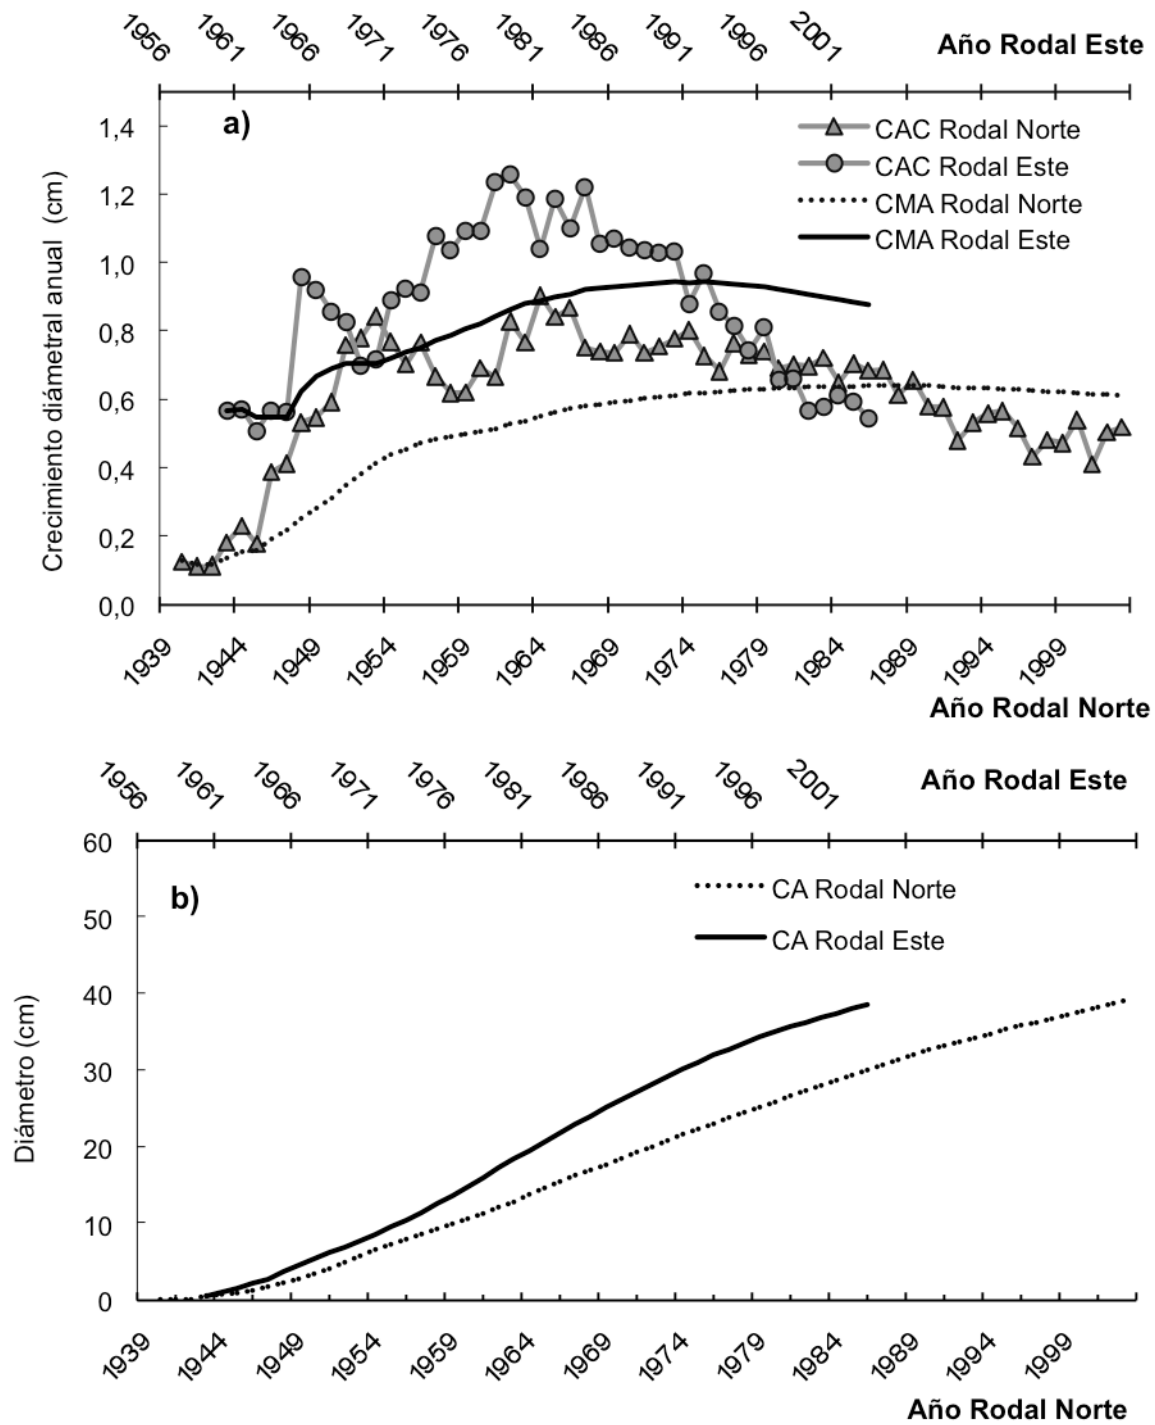 1956 1961 1966 1971 1976 1981 1986 1991 1996 2001
Año Rodal Este
a)
CAC Rodal Norte
CAC Rodal Este
CMA Rodal Norte
CMA Rodal Este
Crecimiento diámetral anual (cm)
1,4
1,2
1,0
0,8
0,6
0,4
0,2
0,0
1939 1944 1949 1954 1959 1964 1969 1974 1979 1984 1989 1994 1999
Año Rodal Norte
1956 1961 1966 1971 1976 1981 1986 1991 1996 2001
Año Rodal Este
b)
CA Rodal Norte
CA Rodal Este
Diámetro (cm)
60
50
40
30
20
10
0
1939 1944 1949 1954 1959 1964 1969 1974 1979 1984 1989 1994 1999
Año Rodal Norte